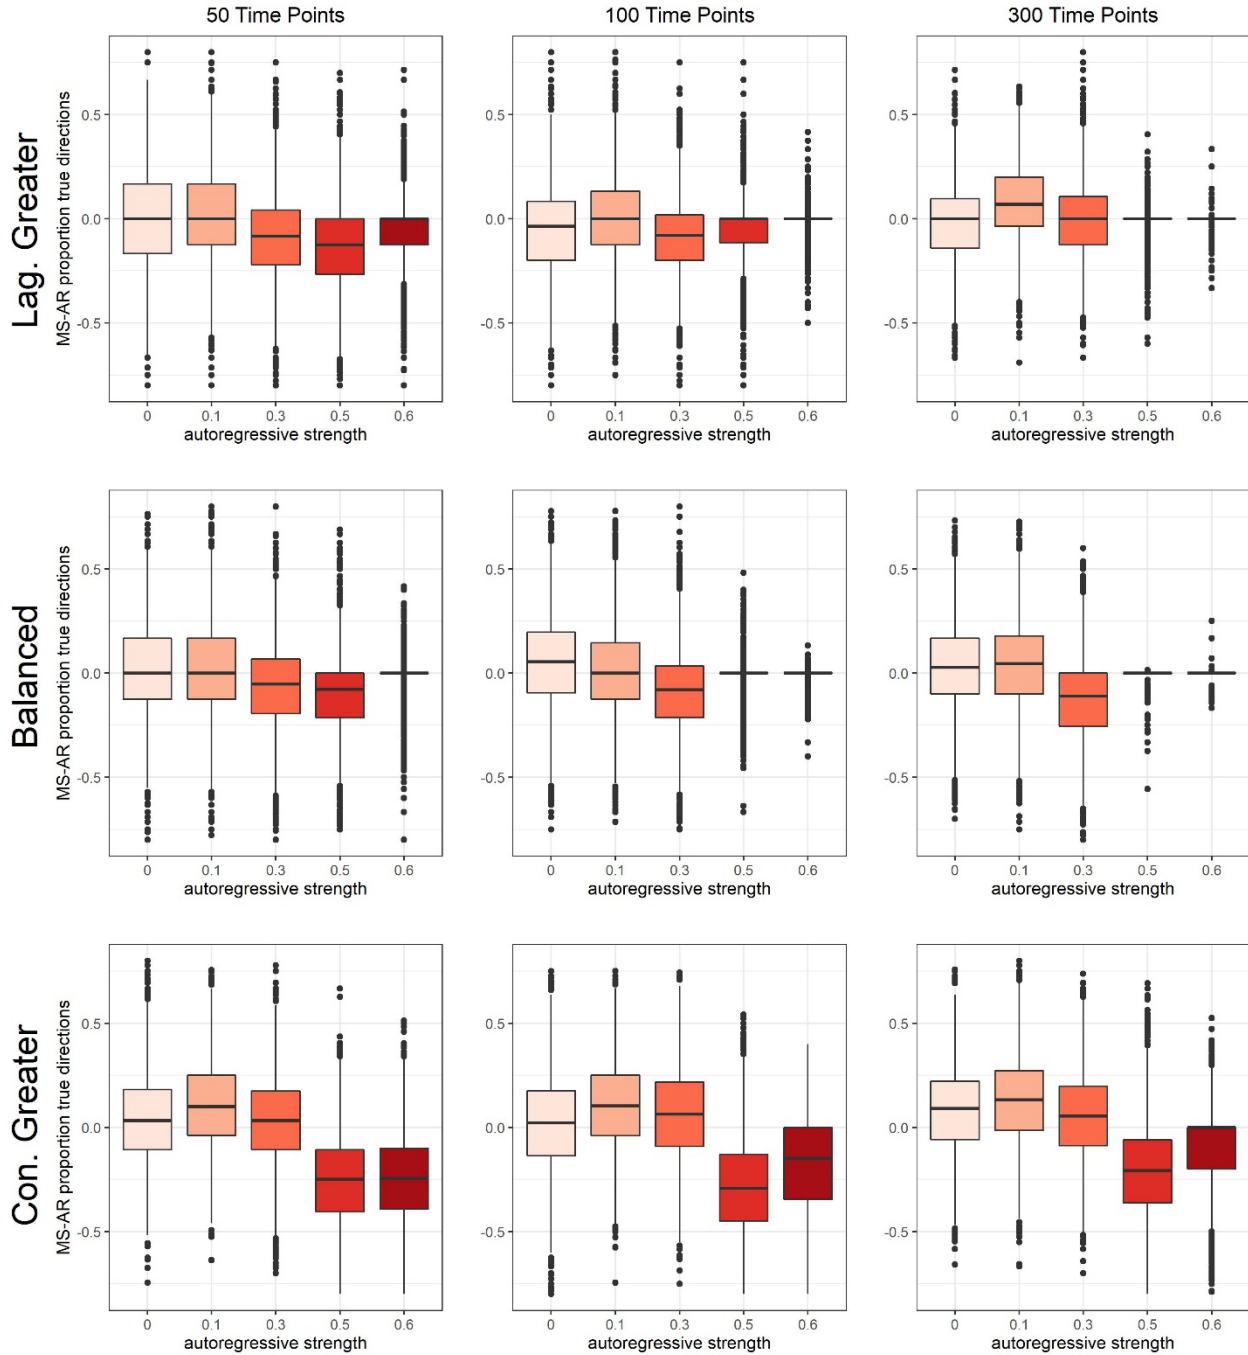 50 Time Points
100 Time Points
300 Time Points
Lag. Greater
MS-AR proportion true directions
0.5
0.0
-0.5
0 0.1 0.3 0.5 0.6
autoregressive strength
0.5
0.0
-0.5
0 0.1 0.3 0.5 0.6
autoregressive strength
0.5
0.0
-0.5
0 0.1 0.3 0.5 0.6
autoregressive strength
Balanced
MS-AR proportion true directions
0.5
0.0
-0.5
0 0.1 0.3 0.5 0.6
autoregressive strength
0.5
0.0
-0.5
0 0.1 0.3 0.5 0.6
autoregressive strength
0.5
0.0
-0.5
0 0.1 0.3 0.5 0.6
autoregressive strength
Con. Greater
MS-AR proportion true directions
0.5
0.0
-0.5
0 0.1 0.3 0.5 0.6
autoregressive strength
0.5
0.0
-0.5
0 0.1 0.3 0.5 0.6
autoregressive strength
0.5
0.0
-0.5
0 0.1 0.3 0.5 0.6
autoregressive strength